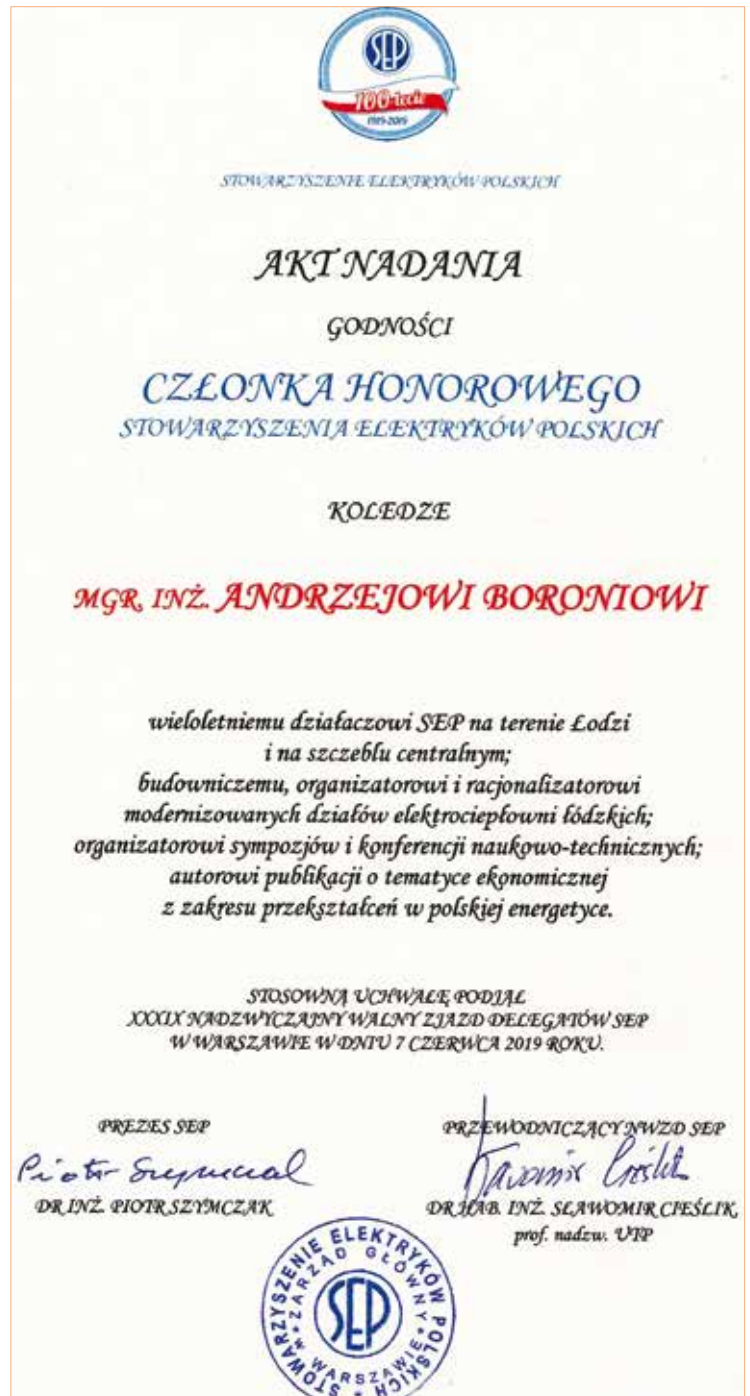 SEP
100-lecie
1919-2019
STOWARZYSZENIE ELEKTRYKÓW POLSKICH
AKT NADANIA
GODNOŚCI
CZŁONKA HONOROWEGO
STOWARZYSZENIA ELEKTRYKÓW POLSKICH
KOLEDZE
MGR. INŻ. ANDRZEJOWI BORONIOWI
wieloletniemu działaczowi SEP na terenie Łodzi
i na szczeblu centralnym;
budowniczemu, organizatorowi i racjonalizatorowi
modernizowanych działów elektrociepłowni łódzkich;
organizatorowi sympozjów i konferencji naukowo-technicznych;
autorowi publikacji o tematyce ekonomicznej
z zakresu przekształceń w polskiej energetyce.
STOSOWNĄ UCHWAŁĘ PODJĄŁ
XXXIX NADZWYCZAJNY WALNY ZJAZD DELEGATÓW SEP
W WARSZAWIE W DNIU 7 CZERWCA 2019 ROKU.
PREZES SEP
Piotr Szymczak
DR INŻ. PIOTR SZYMCZAK
PRZEWODNICZĄCY NWZD SEP
Sławomir Cieślik
DR HAB. INŻ. SŁAWOMIR CIEŚLIK,
prof. nadzw. UTP
STOWARZYSZENIE ELEKTRYKÓW POLSKICH
ZARZĄD GŁÓWNY
W WARSZAWIE
SEP